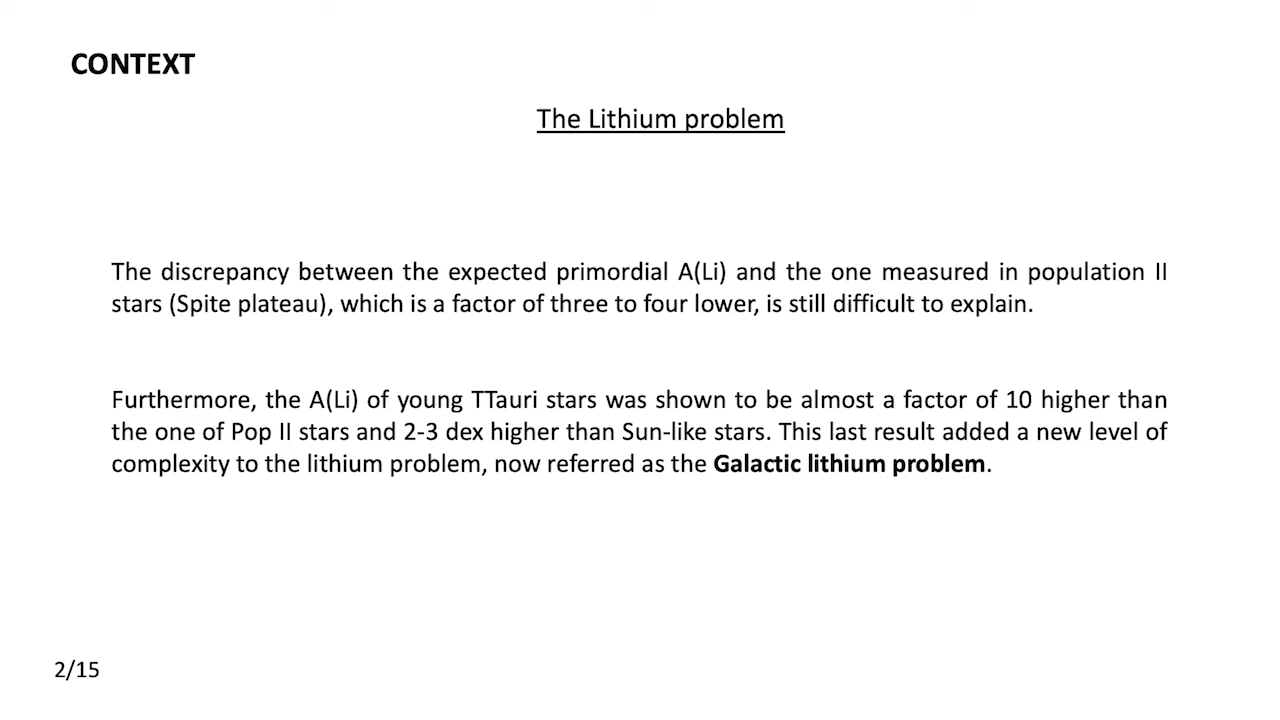 CONTEXT
The Lithium problem
The discrepancy between the expected primordial A(Li) and the one measured in population II
stars (Spite plateau), which is a factor of three to four lower, is still difficult to explain.
Furthermore, the A(Li) of young TTauri stars was shown to be almost a factor of 10 higher than
the one of Pop II stars and 2-3 dex higher than Sun-like stars. This last result added a new level of
complexity to the lithium problem, now referred as the Galactic lithium problem.
2/15